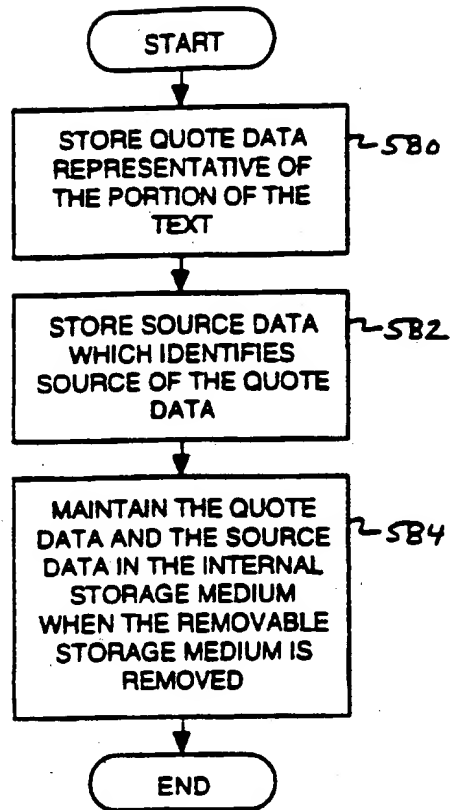 START
STORE QUOTE DATA
580
REPRESENTATIVE OF
THE PORTION OF THE
TEXT
STORE SOURCE DATA
582
WHICH IDENTIFIES
SOURCE OF THE QUOTE
DATA
MAINTAIN THE QUOTE
DATA AND THE SOURCE
584
DATA IN THE INTERNAL
STORAGE MEDIUM
WHEN THE REMOVABLE
STORAGE MEDIUM IS
REMOVED
END